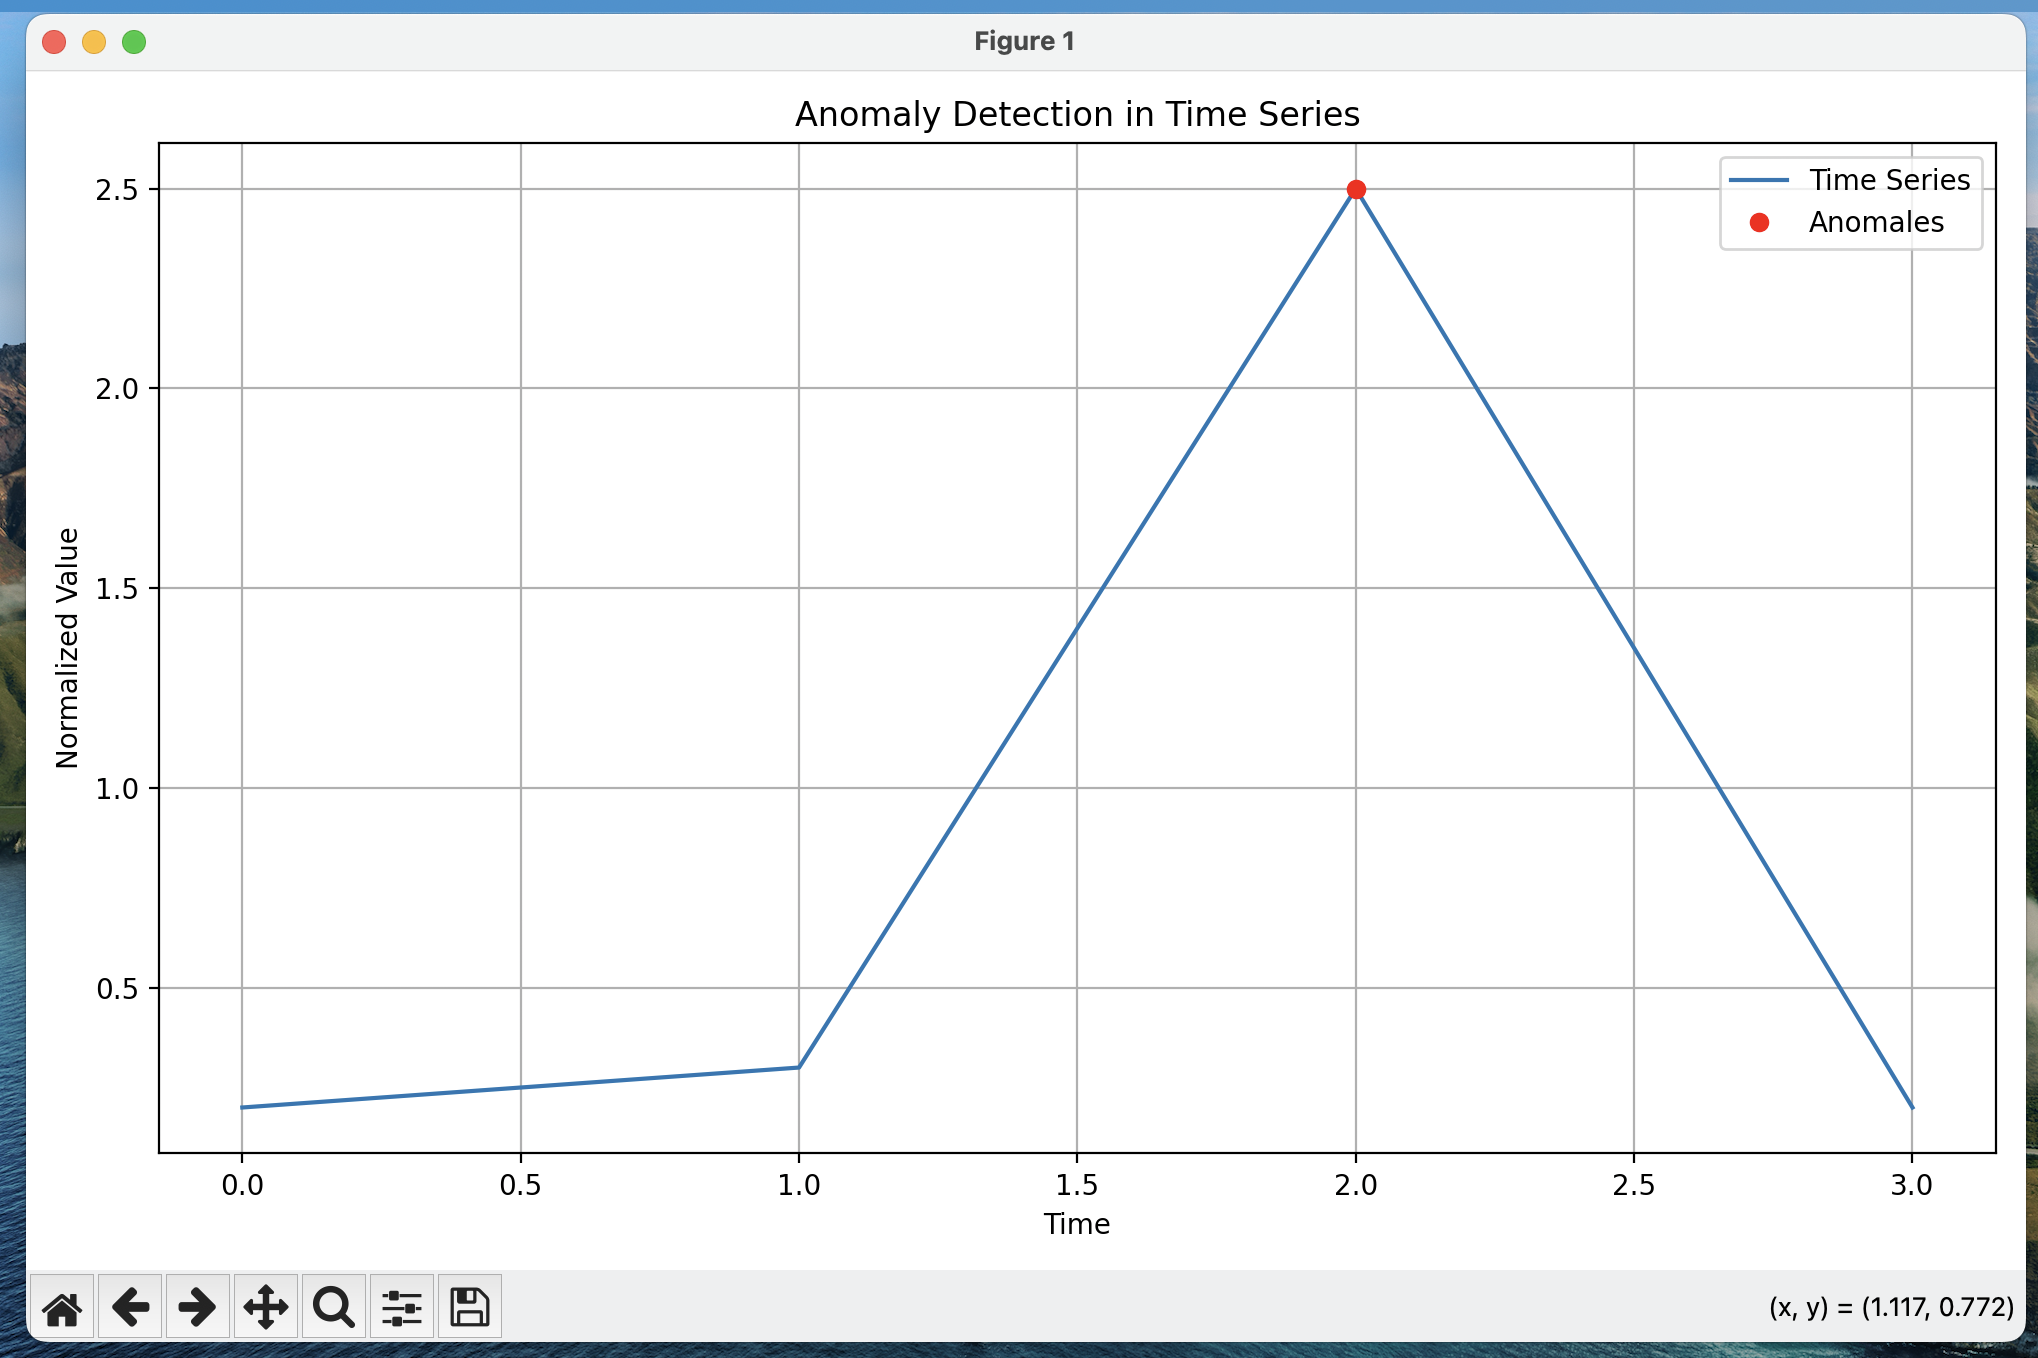 Figure 1
Anomaly Detection in Time Series
Time Series
Anomales
2.5
2.0
1.5
1.0
0.5
Normalized Value
0.0 0.5 1.0 1.5 2.0 2.5 3.0
Time
(x, y) = (1.117, 0.772)